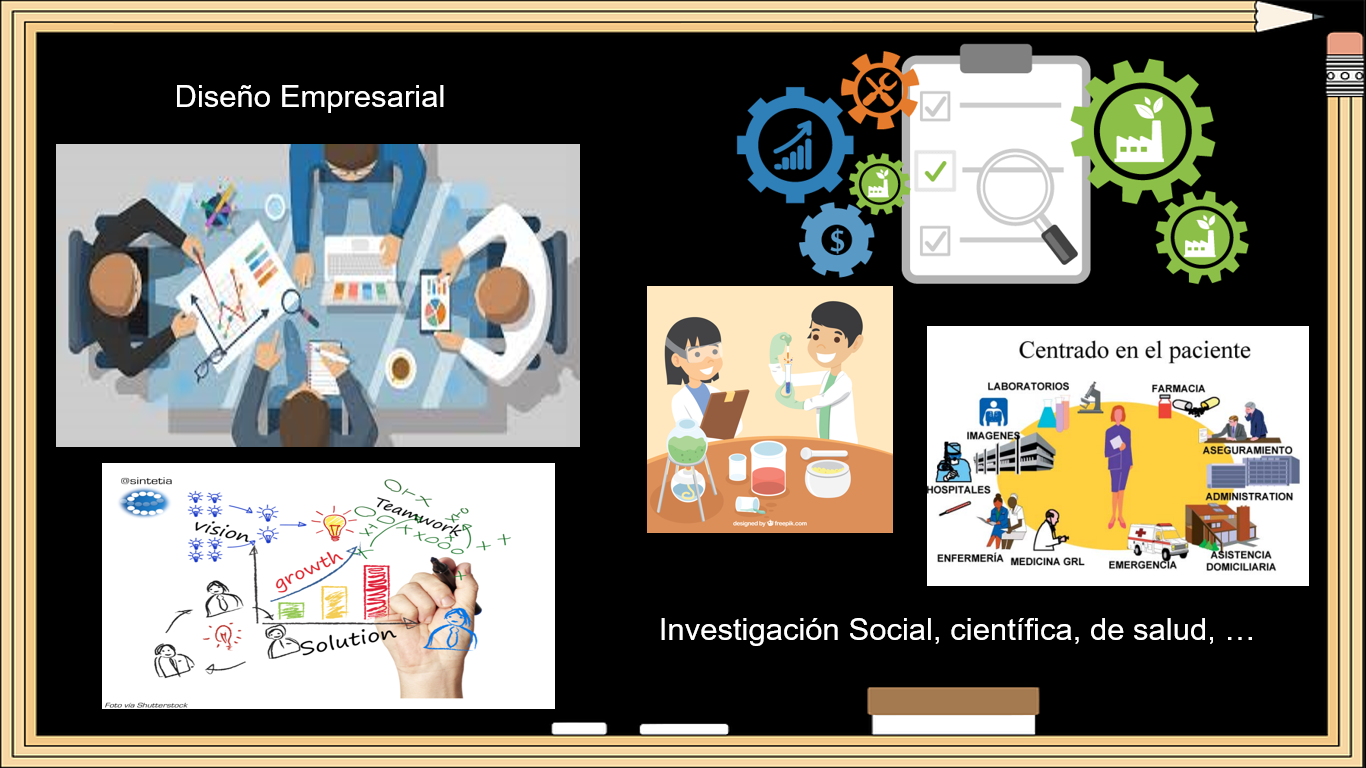 Diseño Empresarial
@sintetia
vision
Teamwork
growth
Solution
Foto via Shutterstock
$
designed by freepik.com
Centrado en el paciente
LABORATORIOS
FARMACIA
IMAGENES
ASEGURAMIENTO
HOSPITALES
ADMINISTRATION
ENFERMERÍA
MEDICINA GRL
EMERGENCIA
ASISTENCIA
DOMICILIARIA
Investigación Social, científica, de salud, …